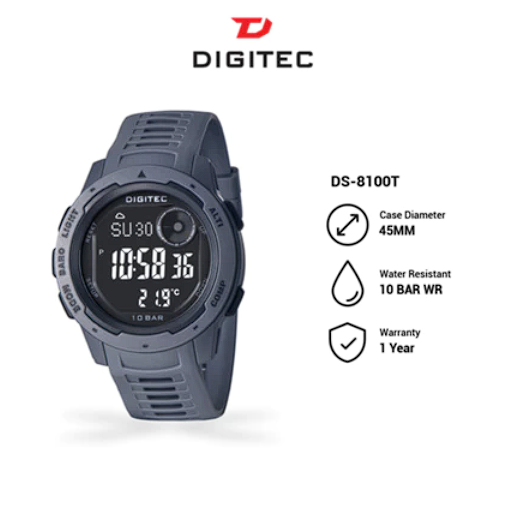 DIGITEC
DS-8100T
Case Diameter
45MM
Water Resistant
10 BAR WR
Warranty
1 Year
DIGITEC
LIGHT
BARO
ALTI
COMP
SU 30
P
10:58 36
21.9°C
10 BAR